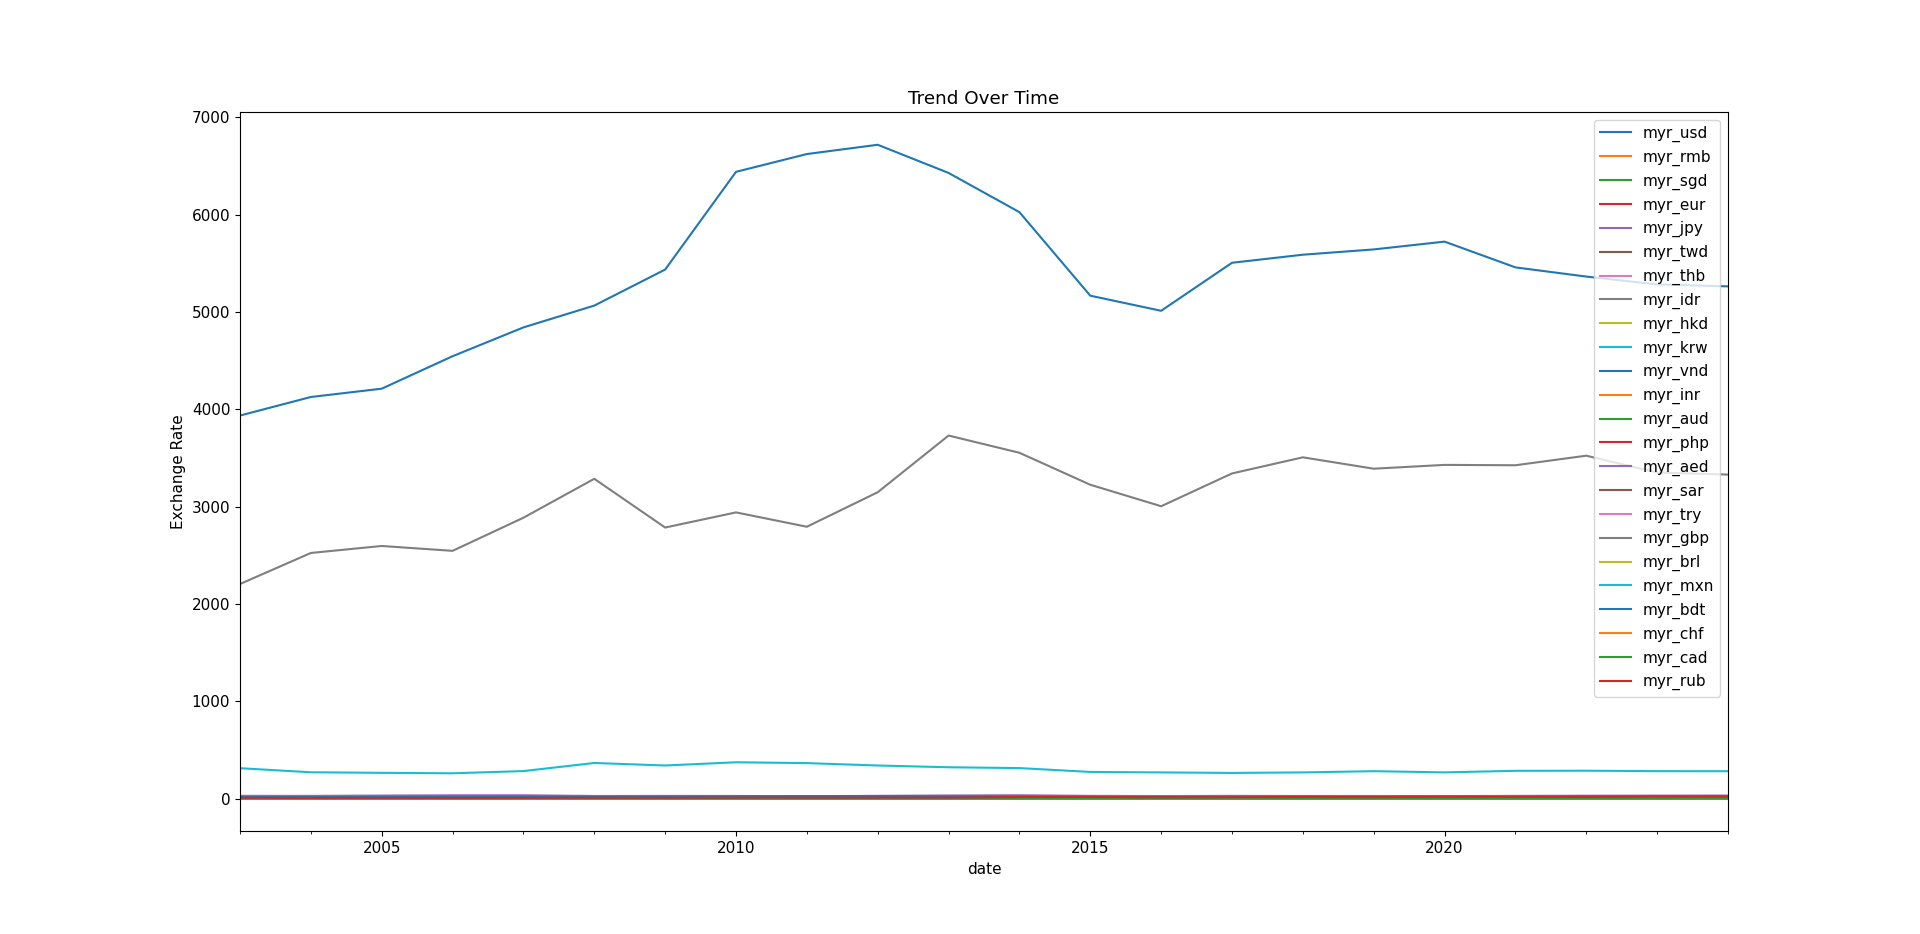 Trend Over Time
7000
6000
5000
4000
3000
2000
1000
0
Exchange Rate
2005
2010
2015
2020
date
myr_usd
myr_rmb
myr_sgd
myr_eur
myr_jpy
myr_twd
myr_thb
myr_idr
myr_hkd
myr_krw
myr_vnd
myr_inr
myr_aud
myr_php
myr_aed
myr_sar
myr_try
myr_gbp
myr_brl
myr_mxn
myr_bdt
myr_chf
myr_cad
myr_rub